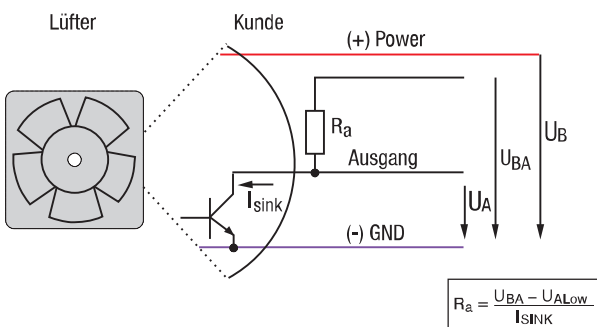 Lüfter
Kunde
(+) Power
Ra
Ausgang
Isink
UA
UBA
UB
(-) GND
Ra = UBA – UALow
ISINK